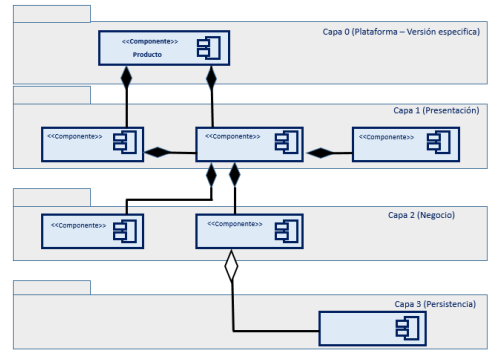 Capa 0 (Plataforma – Versión especifica)
<<Componente>>
Producto
Capa 1 (Presentación)
<<Componente>>
<<Componente>>
<<Componente>>
Capa 2 (Negocio)
<<Componente>>
<<Componente>>
Capa 3 (Persistencia)